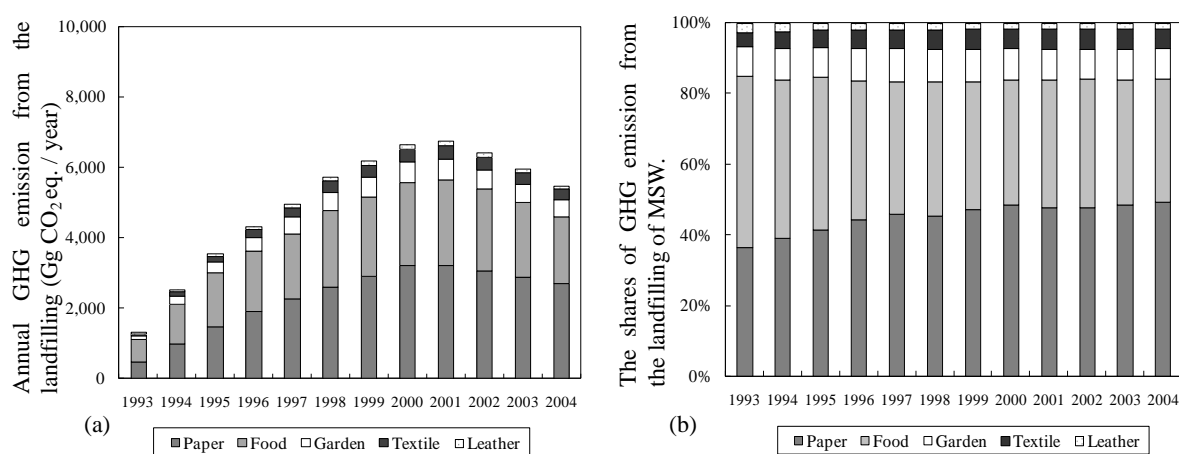 Annual GHG emission from the
landfilling (Gg CO2 eq. / year)
10,000
8,000
6,000
4,000
2,000
0
1993 1994 1995 1996 1997 1998 1999 2000 2001 2002 2003 2004
(a)
Paper Food Garden Textile Leather
The shares of GHG emission from
the landfilling of MSW.
100%
80%
60%
40%
20%
0%
1993 1994 1995 1996 1997 1998 1999 2000 2001 2002 2003 2004
(b)
Paper Food Garden Textile Leather